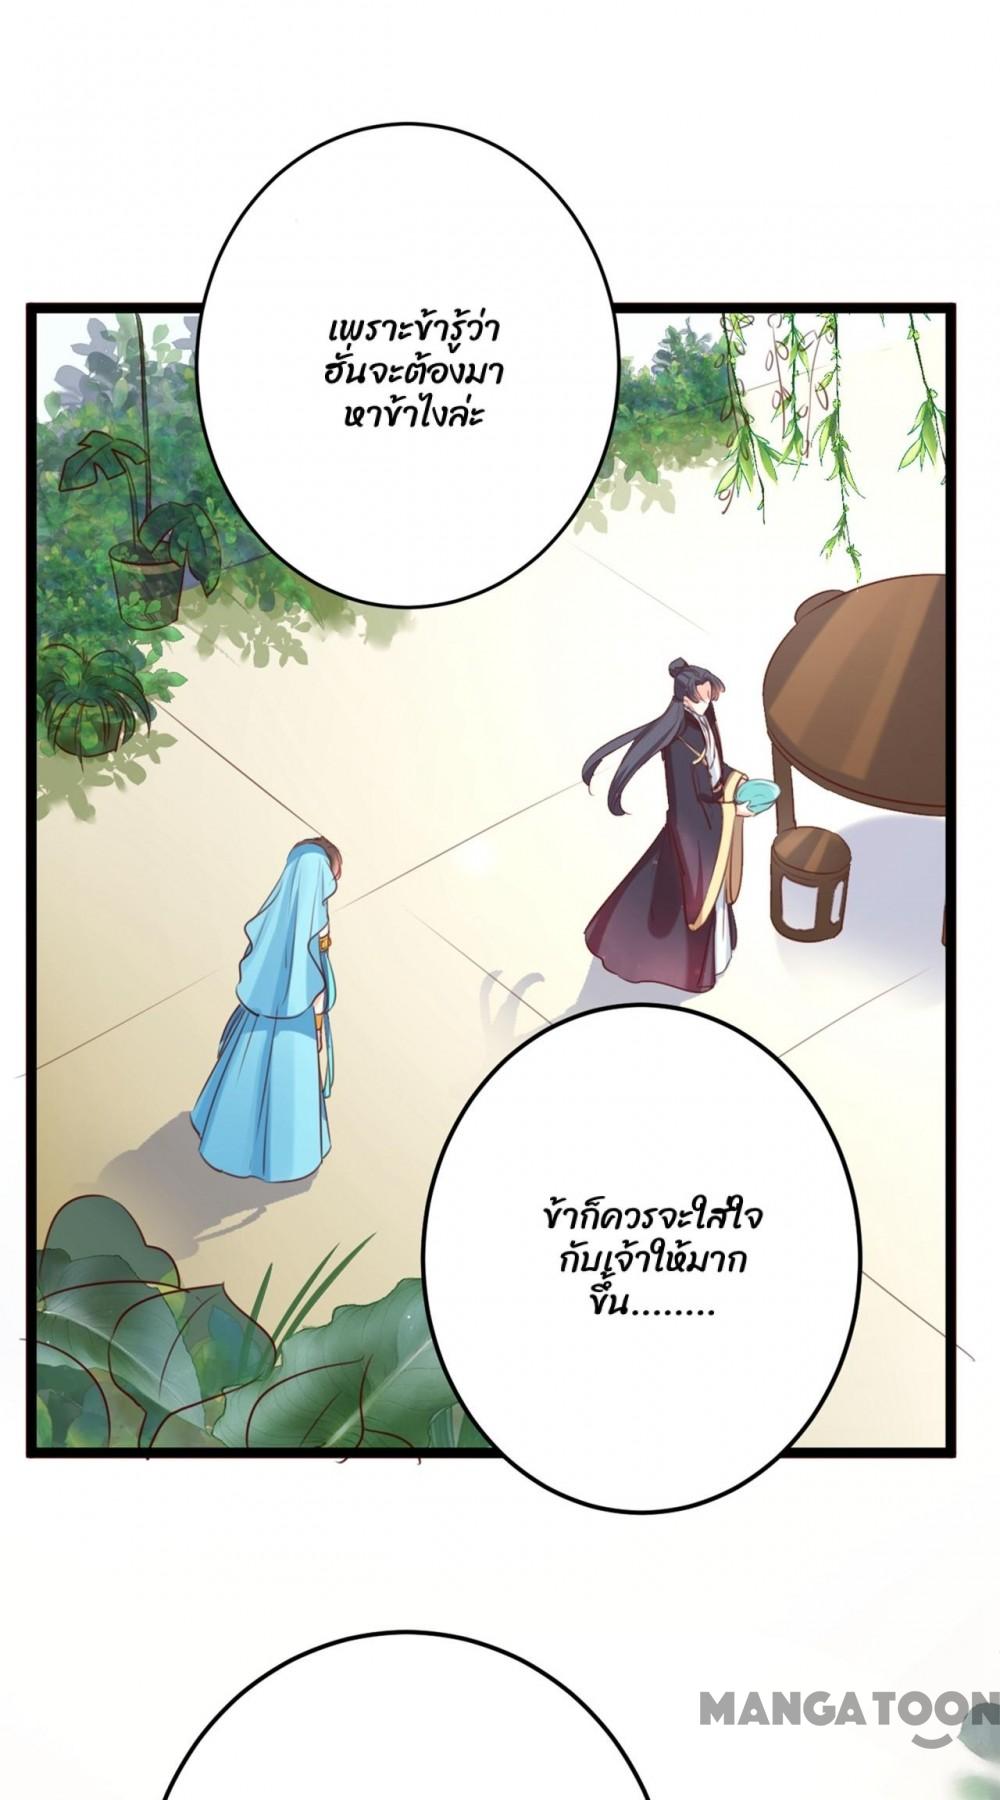 เพราะข้ารู้ว่า
ฮั่นจะต้องมา
หาข้าไงล่ะ
ข้าก็ควรจะใส่ใจ
กับเจ้าให้มาก
ขึ้น........
MANGATOON